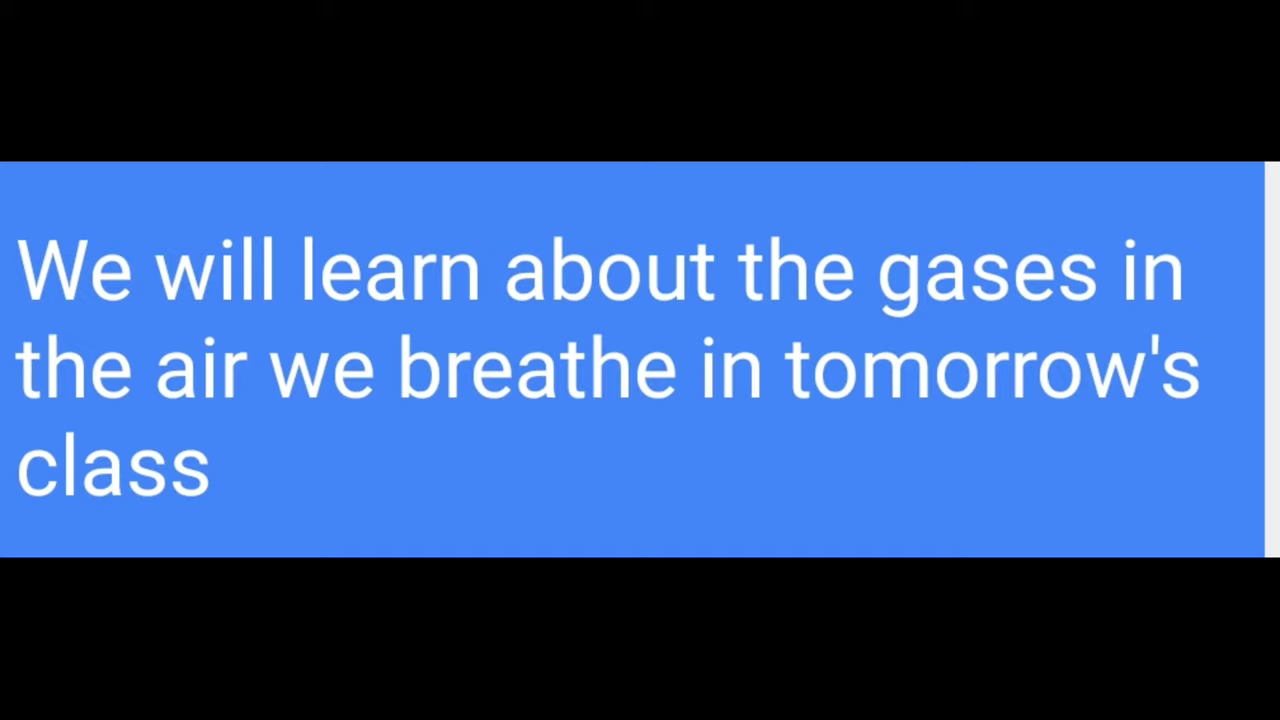 We will learn about the gases in
the air we breathe in tomorrow's
class